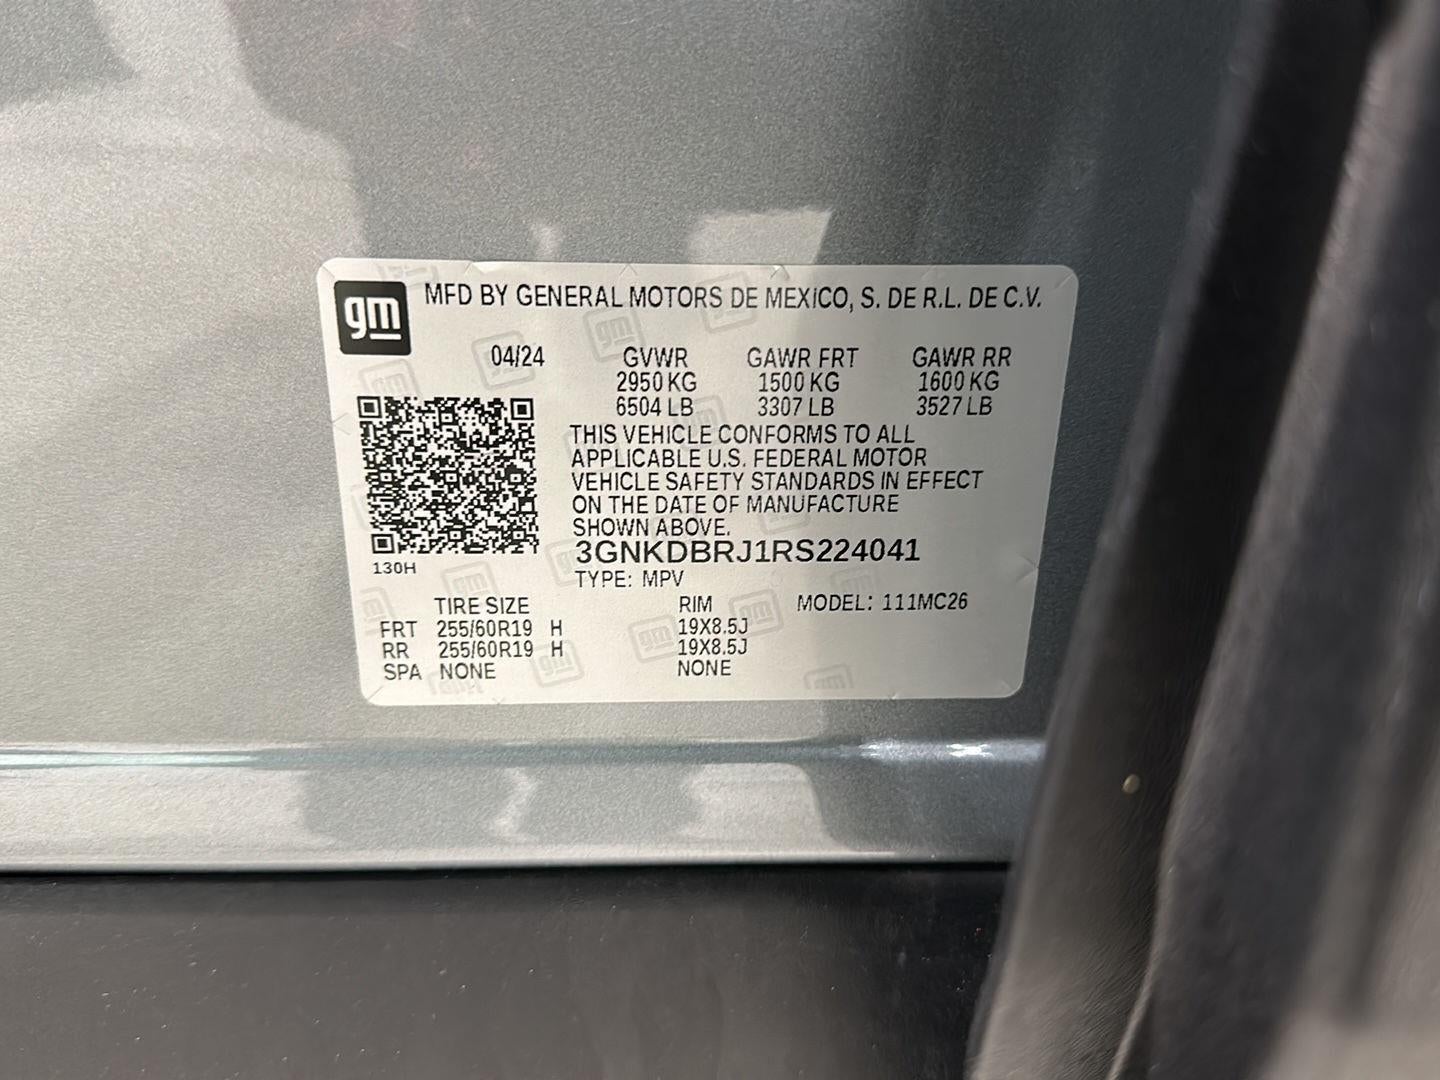 gm MFD BY GENERAL MOTORS DE MEXICO, S. DE R.L. DE C.V.
04/24 GVWR GAWR FRT GAWR RR
2950 KG 1500 KG 1600 KG
6504 LB 3307 LB 3527 LB
THIS VEHICLE CONFORMS TO ALL
APPLICABLE U.S. FEDERAL MOTOR
VEHICLE SAFETY STANDARDS IN EFFECT
ON THE DATE OF MANUFACTURE
SHOWN ABOVE.
3GNKDBRJ1RS224041
130H TYPE: MPV
TIRE SIZE RIM MODEL: 111MC26
FRT 255/60R19 H 19X8.5J
RR 255/60R19 H 19X8.5J
SPA NONE NONE